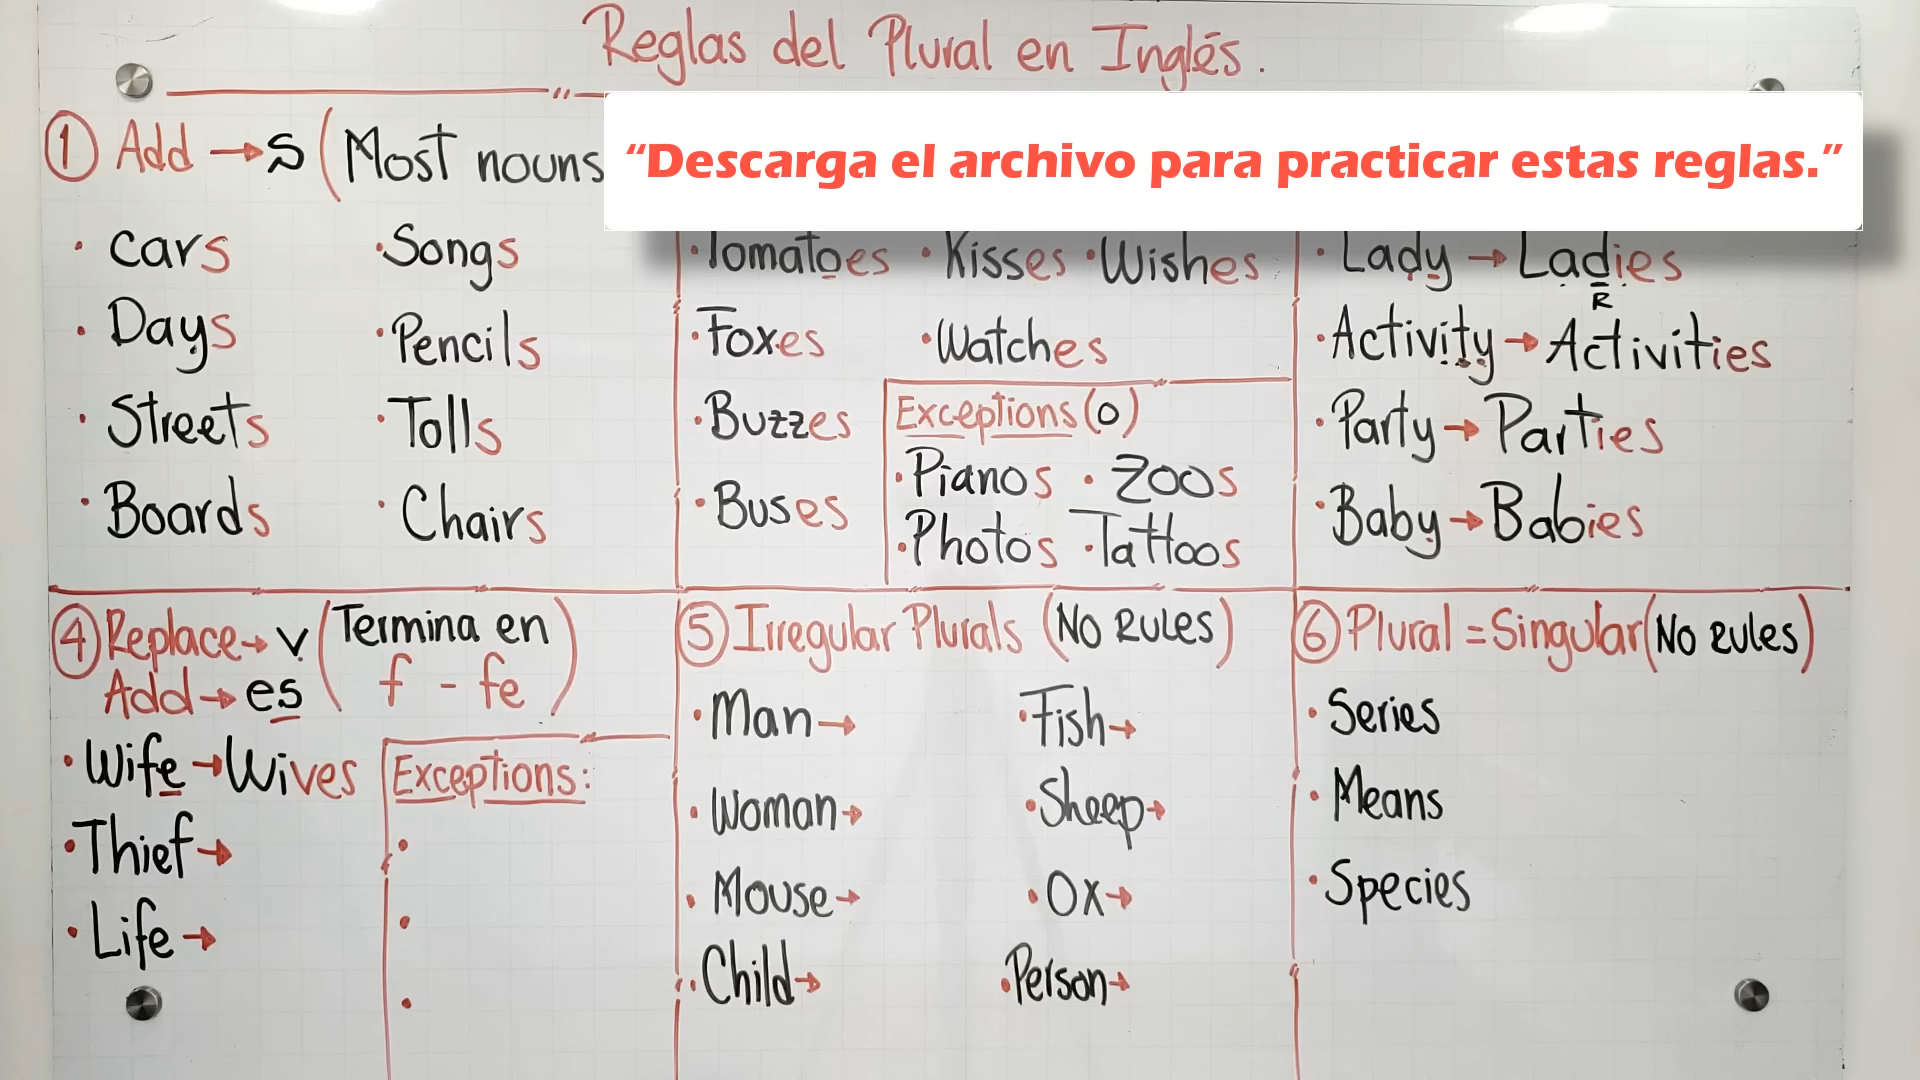 Reglas del Plural en Inglés.
"Descarga el archivo para practicar estas reglas."
① Add → s (Most nouns
· Cars · Songs
· Days · Pencils
· Streets · Tolls
· Boards · Chairs
· Tomatoes · Kisses · Wishes
· Foxes · Watches
· Buzzes
· Buses
Exceptions (o)
· Pianos · Zoos
· Photos · Tattoos
· Lady → Ladies
R
· Activity → Activities
· Party → Parties
· Baby → Babies
④ Replace → v (Termina en
Add → es f - fe)
· Wife → Wives
· Thief →
· Life →
Exceptions:
⑤ Irregular Plurals (No Rules)
· Man → · Fish →
· Woman → · Sheep →
· Mouse → · Ox →
· Child → · Person →
⑥ Plural = Singular (No Rules)
· Series
· Means
· Species